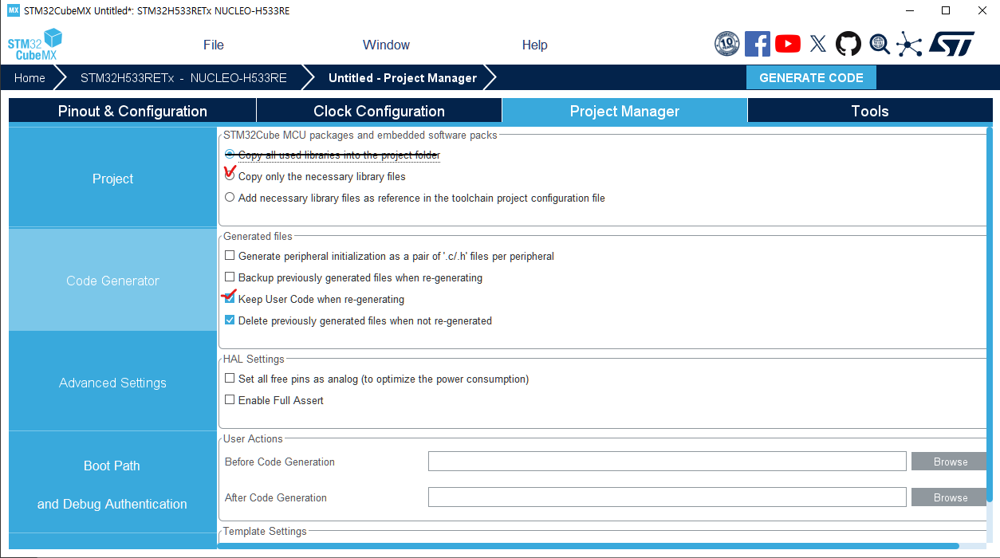 MX STM32CubeMX Untitled*: STM32H533RETx NUCLEO-H533RE
STM32
CubeMX
File
Window
Help
10
ST
Home
STM32H533RETx - NUCLEO-H533RE
Untitled - Project Manager
GENERATE CODE
Pinout & Configuration
Clock Configuration
Project Manager
Tools
Project
Code Generator
Advanced Settings
Boot Path
and Debug Authentication
STM32Cube MCU packages and embedded software packs
Copy all used libraries into the project folder
Copy only the necessary library files
Add necessary library files as reference in the toolchain project configuration file
Generated files
Generate peripheral initialization as a pair of '.c/.h' files per peripheral
Backup previously generated files when re-generating
Keep User Code when re-generating
Delete previously generated files when not re-generated
HAL Settings
Set all free pins as analog (to optimize the power consumption)
Enable Full Assert
User Actions
Before Code Generation
Browse
After Code Generation
Browse
Template Settings